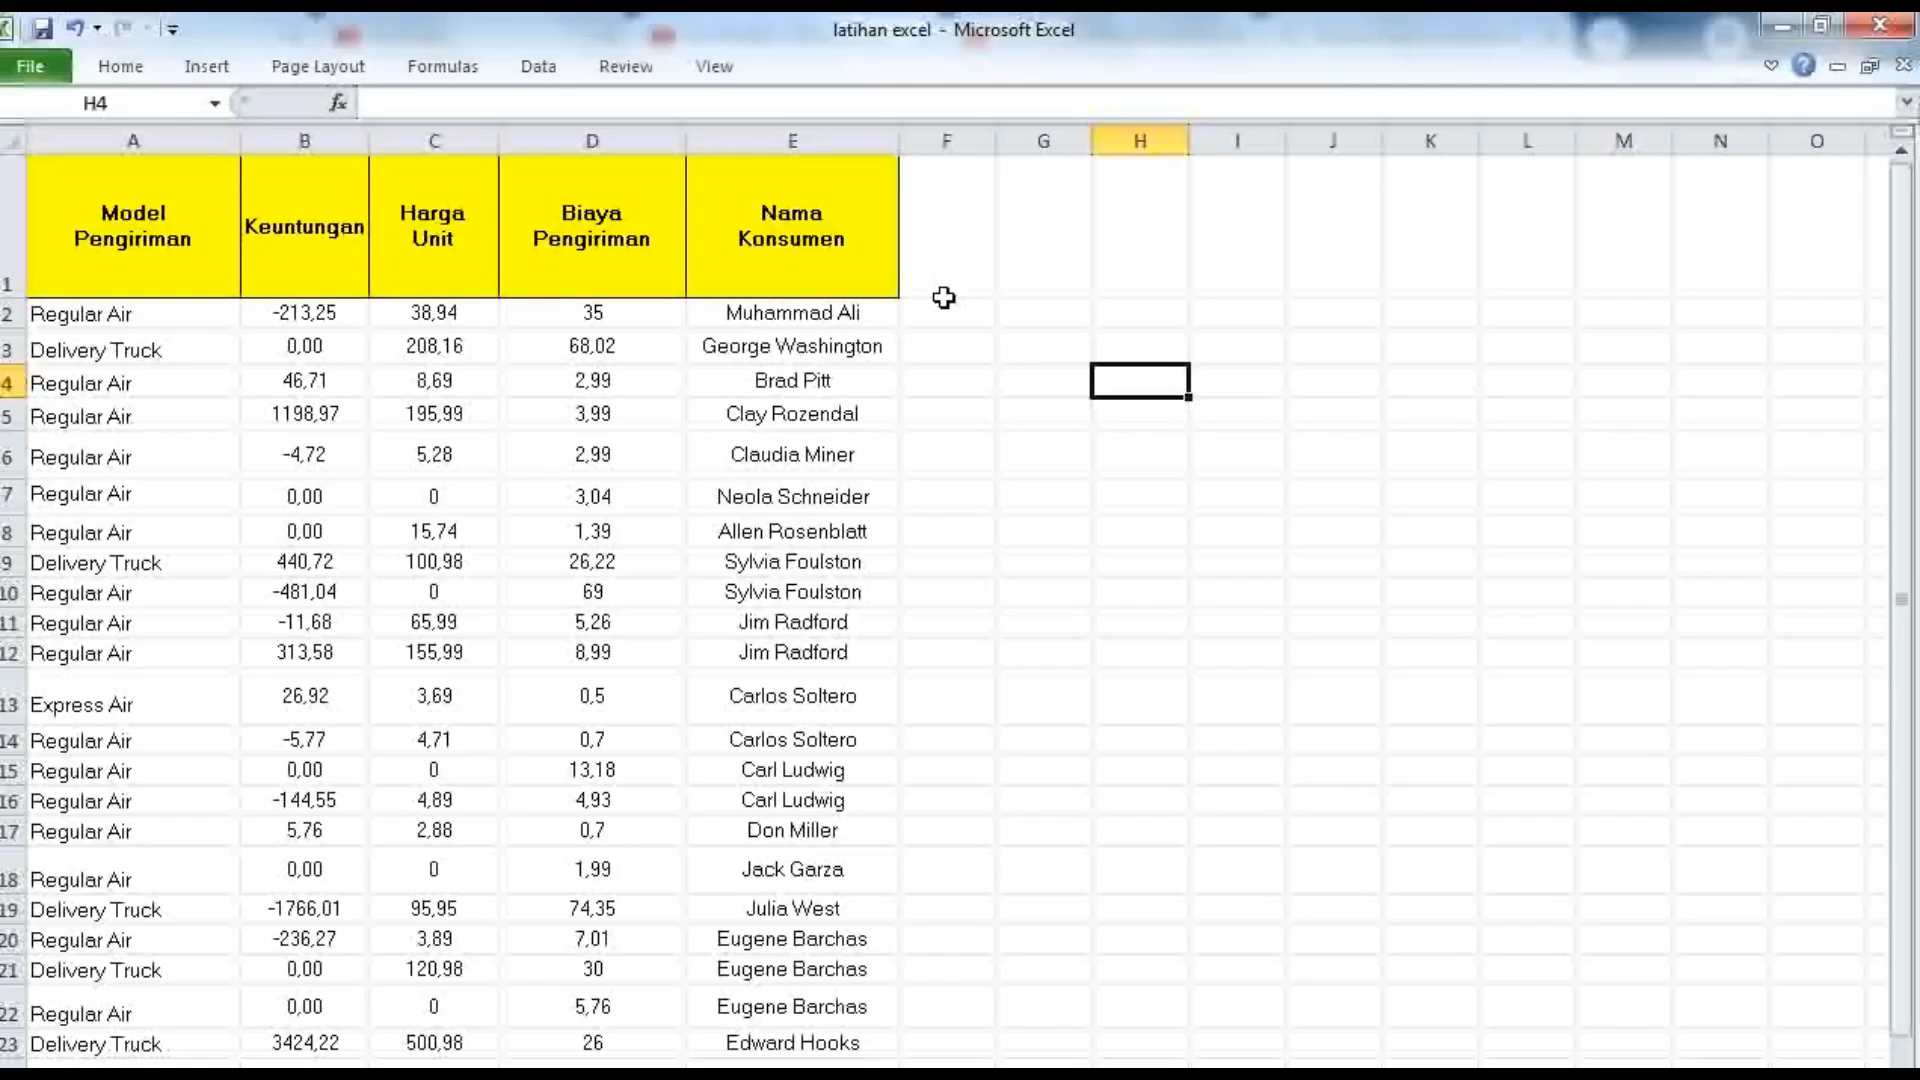 latihan excel - Microsoft Excel
File Home Insert Page Layout Formulas Data Review View
H4 fx
A B C D E F G H I J K L M N O
1 Model Pengiriman Keuntungan Harga Unit Biaya Pengiriman Nama Konsumen
2 Regular Air -213,25 38,94 35 Muhammad Ali
3 Delivery Truck 0,00 208,16 68,02 George Washington
4 Regular Air 46,71 8,69 2,99 Brad Pitt
5 Regular Air 1198,97 195,99 3,99 Clay Rozendal
6 Regular Air -4,72 5,28 2,99 Claudia Miner
7 Regular Air 0,00 0 3,04 Neola Schneider
8 Regular Air 0,00 15,74 1,39 Allen Rosenblatt
9 Delivery Truck 440,72 100,98 26,22 Sylvia Foulston
10 Regular Air -481,04 0 69 Sylvia Foulston
11 Regular Air -11,68 65,99 5,26 Jim Radford
12 Regular Air 313,58 155,99 8,99 Jim Radford
13 Express Air 26,92 3,69 0,5 Carlos Soltero
14 Regular Air -5,77 4,71 0,7 Carlos Soltero
15 Regular Air 0,00 0 13,18 Carl Ludwig
16 Regular Air -144,55 4,89 4,93 Carl Ludwig
17 Regular Air 5,76 2,88 0,7 Don Miller
18 Regular Air 0,00 0 1,99 Jack Garza
19 Delivery Truck -1766,01 95,95 74,35 Julia West
20 Regular Air -236,27 3,89 7,01 Eugene Barchas
21 Delivery Truck 0,00 120,98 30 Eugene Barchas
22 Regular Air 0,00 0 5,76 Eugene Barchas
23 Delivery Truck 3424,22 500,98 26 Edward Hooks